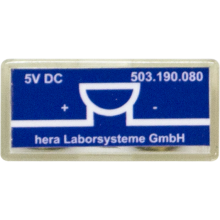 5V DC 503.190.080
+ -
hera Laborsysteme GmbH